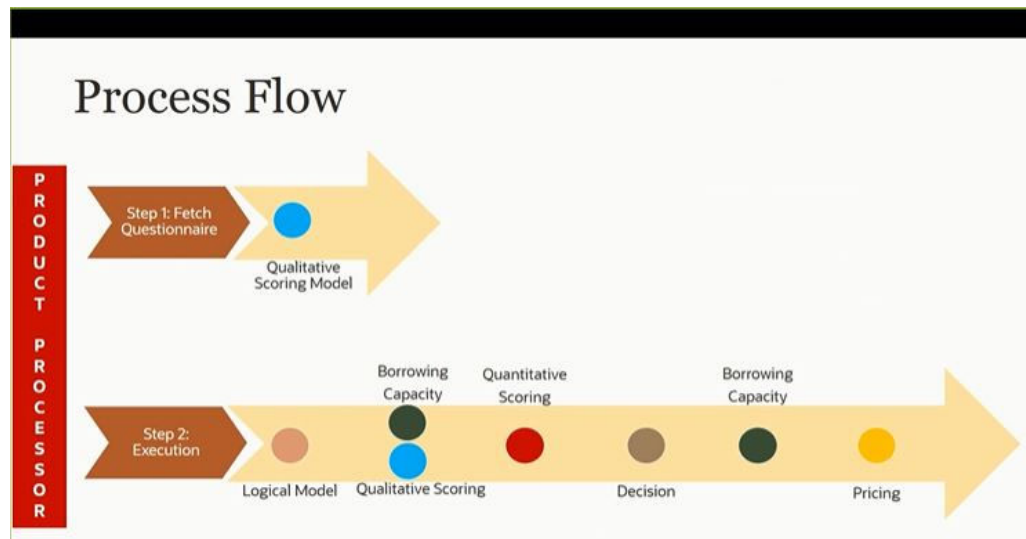 Process Flow
PRODUCT PROCESSOR
Step 1: Fetch
Questionnaire
Qualitative
Scoring Model
Step 2:
Execution
Logical Model
Borrowing
Capacity
Qualitative Scoring
Quantitative
Scoring
Decision
Borrowing
Capacity
Pricing